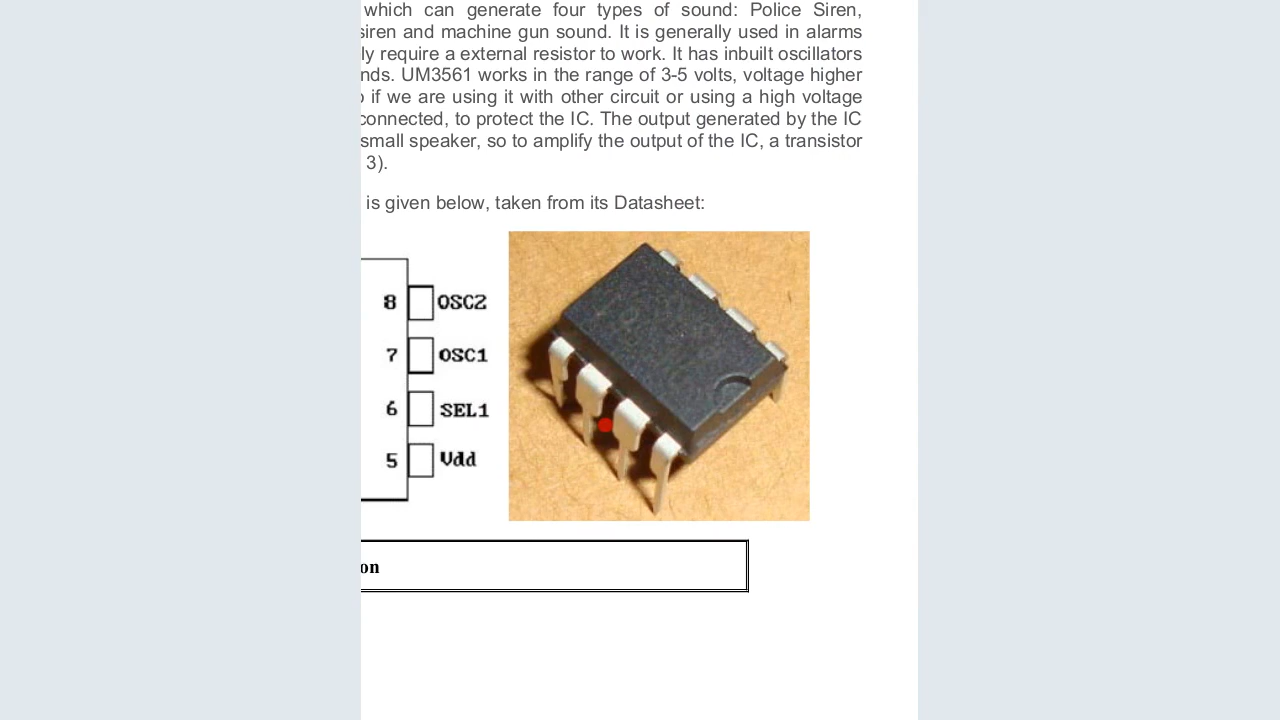 which can generate four types of sound: Police Siren,
siren and machine gun sound. It is generally used in alarms
ly require a external resistor to work. It has inbuilt oscillators
nds. UM3561 works in the range of 3-5 volts, voltage higher
if we are using it with other circuit or using a high voltage
connected, to protect the IC. The output generated by the IC
small speaker, so to amplify the output of the IC, a transistor
3).
is given below, taken from its Datasheet:
8 OSC2
7 OSC1
6 SEL1
5 Vdd
on